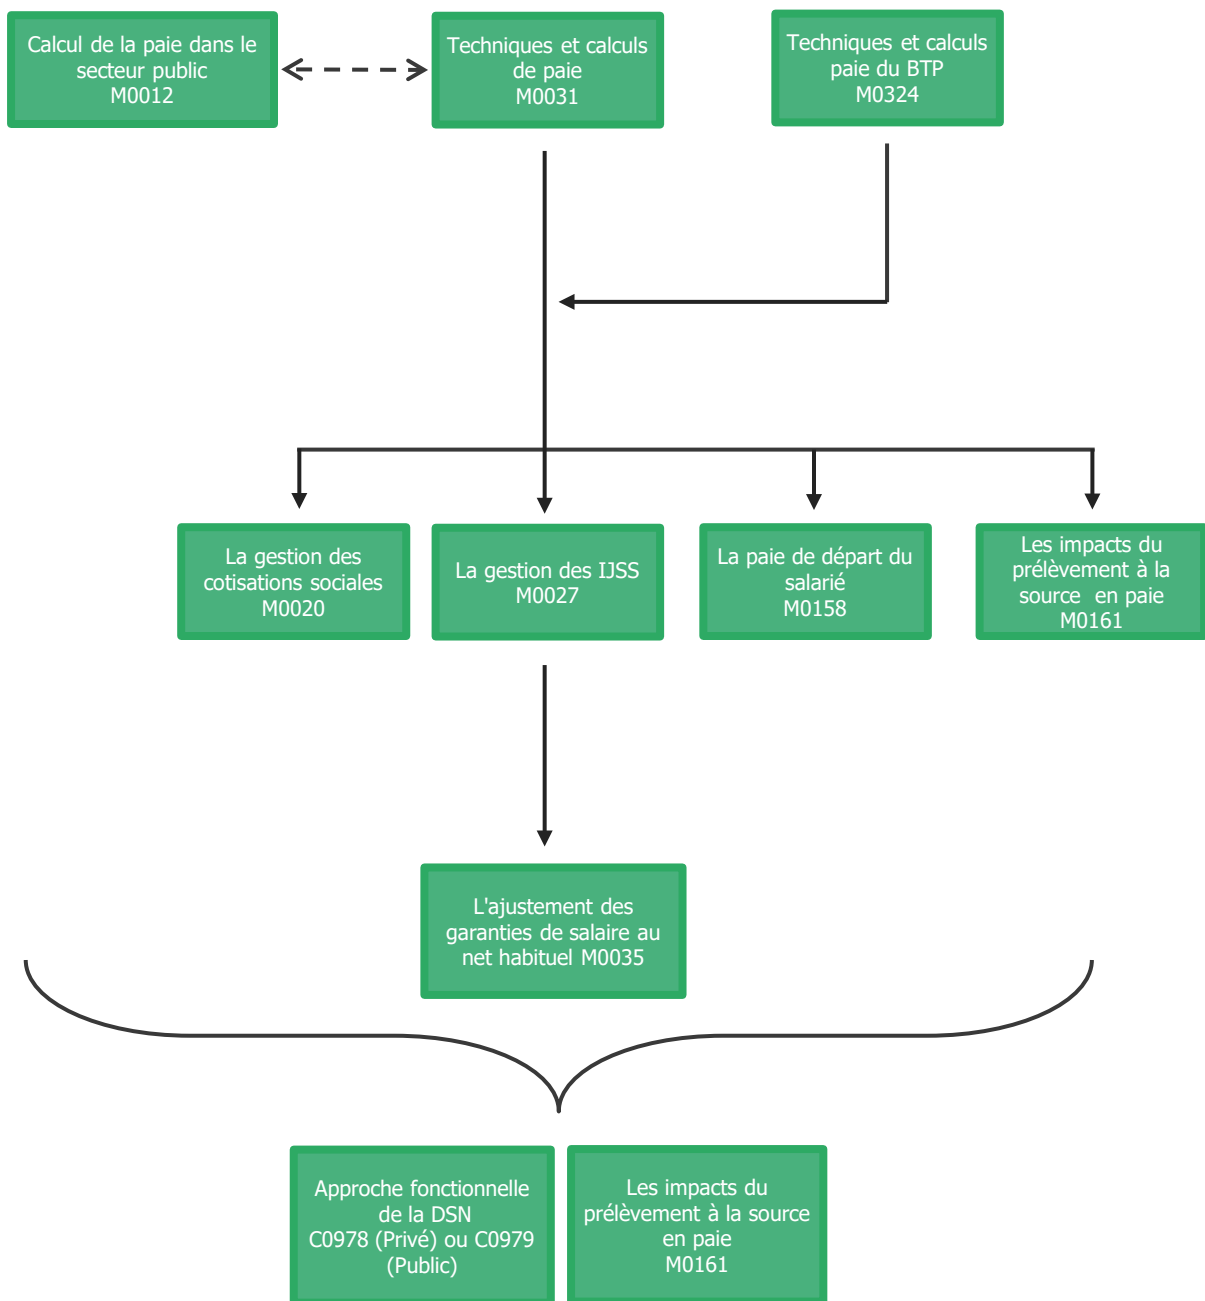 Calcul de la paie dans le
secteur public
M0012
Techniques et calculs
de paie
M0031
Techniques et calculs
paie du BTP
M0324
La gestion des
cotisations sociales
M0020
La gestion des IJSS
M0027
La paie de départ du
salarié
M0158
Les impacts du
prélèvement à la
source en paie
M0161
L'ajustement des
garanties de salaire au
net habituel M0035
Approche fonctionnelle
de la DSN
C0978 (Privé) ou C0979
(Public)
Les impacts du
prélèvement à la source
en paie
M0161